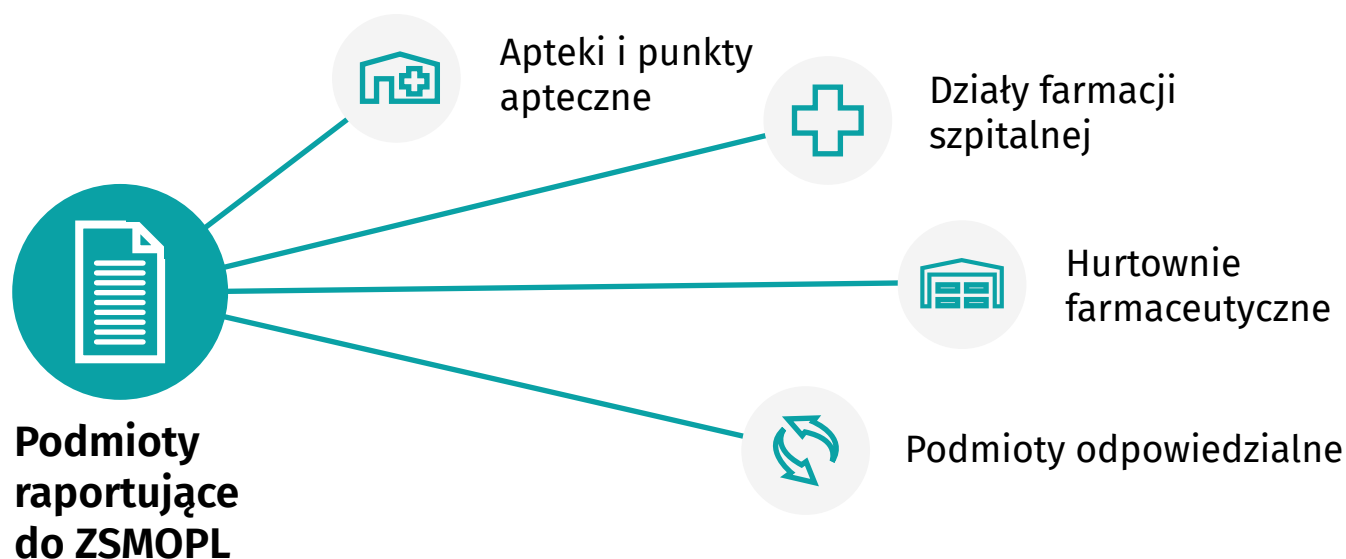 Apteki i punkty
apteczne
Działy farmacji
szpitalnej
Hurtownie
farmaceutyczne
Podmioty odpowiedzialne
Podmioty
raportujące
do ZSMOPL